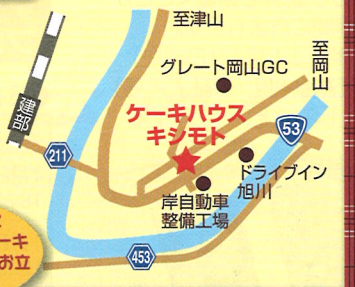 至津山
至岡山
グレート岡山GC
ケーキハウス
キシモト
53
建部
211
ドライブイン
旭川
岸自動車
整備工場
453
ーキ
お立